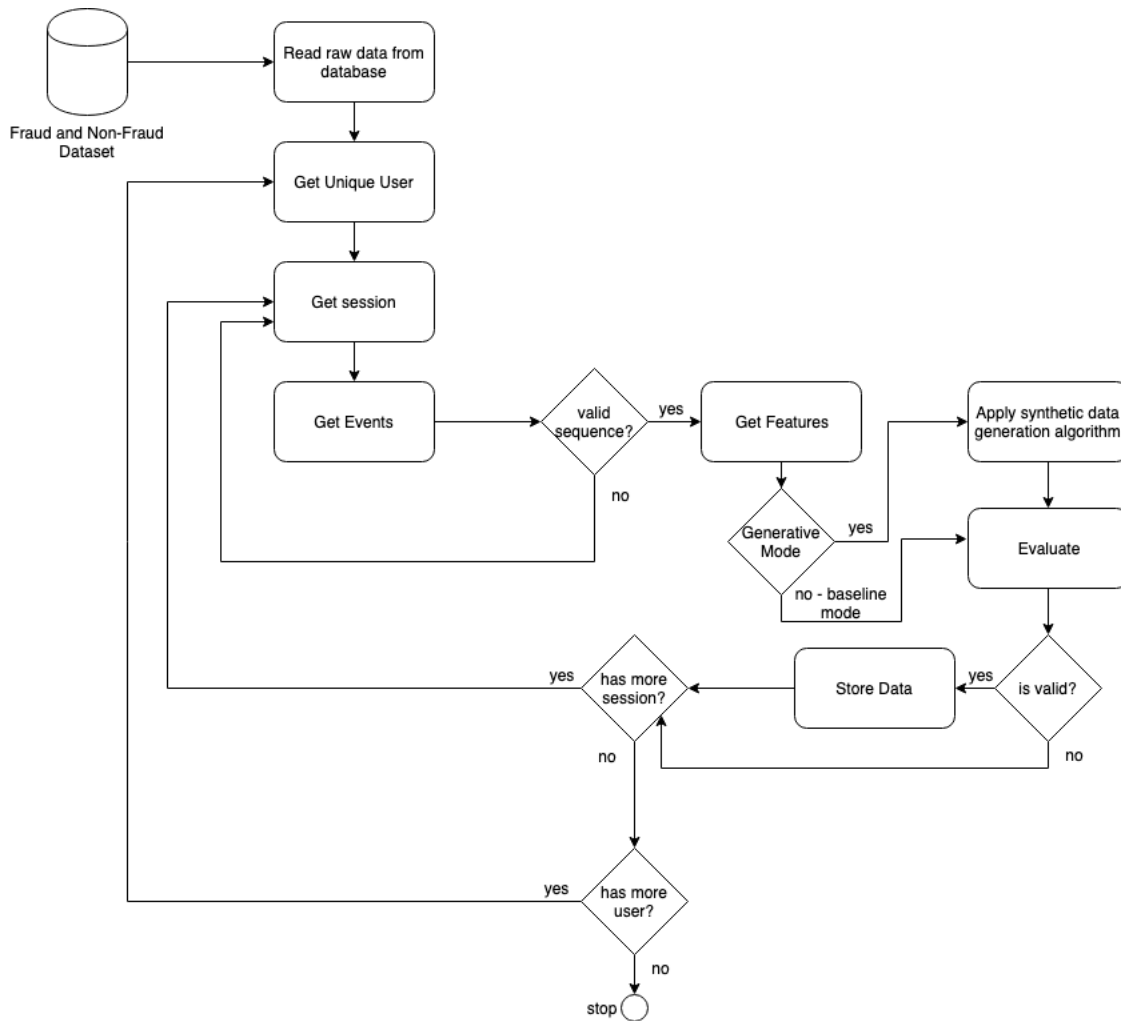 Read raw data from
database
Fraud and Non-Fraud
Dataset
Get Unique User
Get session
Get Events
valid
sequence?
yes
Get Features
Apply synthetic data
generation algorithm
no
Generative
Mode
yes
Evaluate
no - baseline
mode
yes
has more
session?
Store Data
yes
is valid?
no
no
yes
has more
user?
no
stop